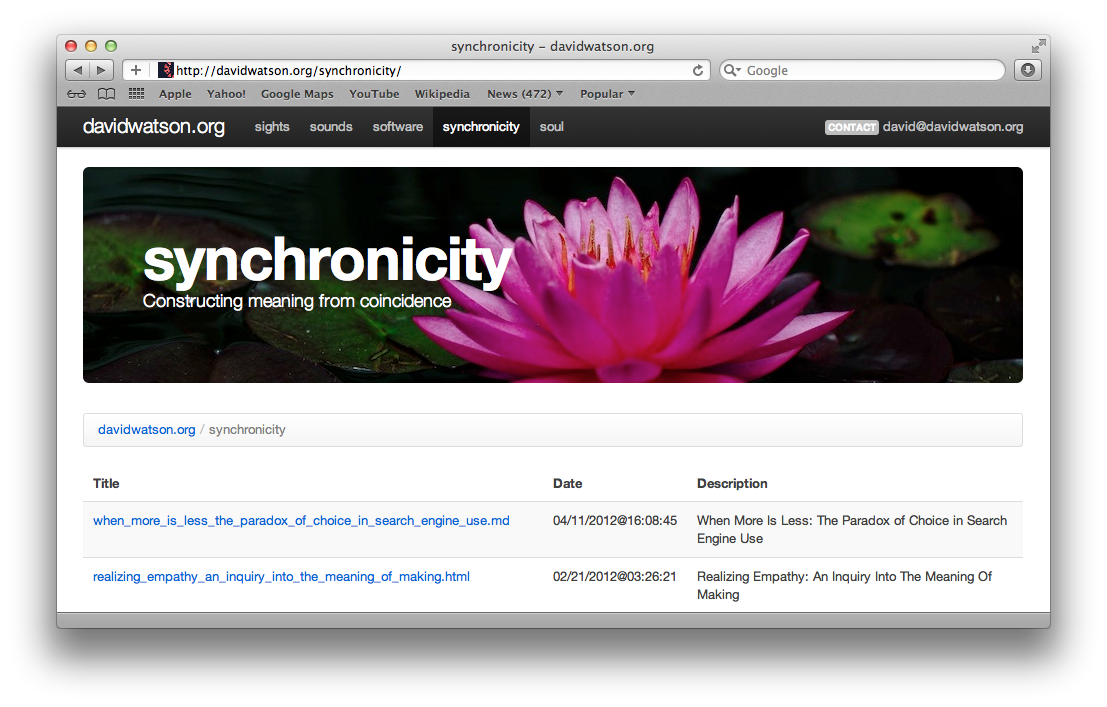 synchronicity – davidwatson.org
http://davidwatson.org/synchronicity/
Google
Apple Yahoo! Google Maps YouTube Wikipedia News (472) Popular
davidwatson.org sights sounds software synchronicity soul CONTACT david@davidwatson.org
synchronicity
Constructing meaning from coincidence
davidwatson.org / synchronicity
Title Date Description
when_more_is_less_the_paradox_of_choice_in_search_engine_use.md 04/11/2012@16:08:45 When More Is Less: The Paradox of Choice in Search
Engine Use
realizing_empathy_an_inquiry_into_the_meaning_of_making.html 02/21/2012@03:26:21 Realizing Empathy: An Inquiry Into The Meaning Of
Making